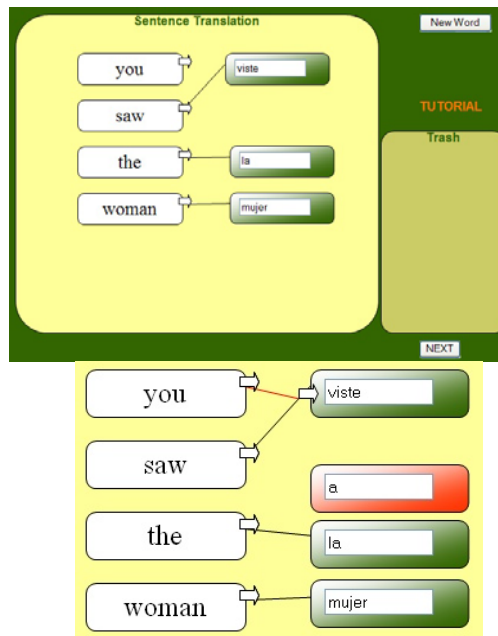 Sentence Translation
New Word
you
viste
saw
TUTORIAL
Trash
the
la
woman
mujer
NEXT
you
viste
saw
a
the
la
woman
mujer